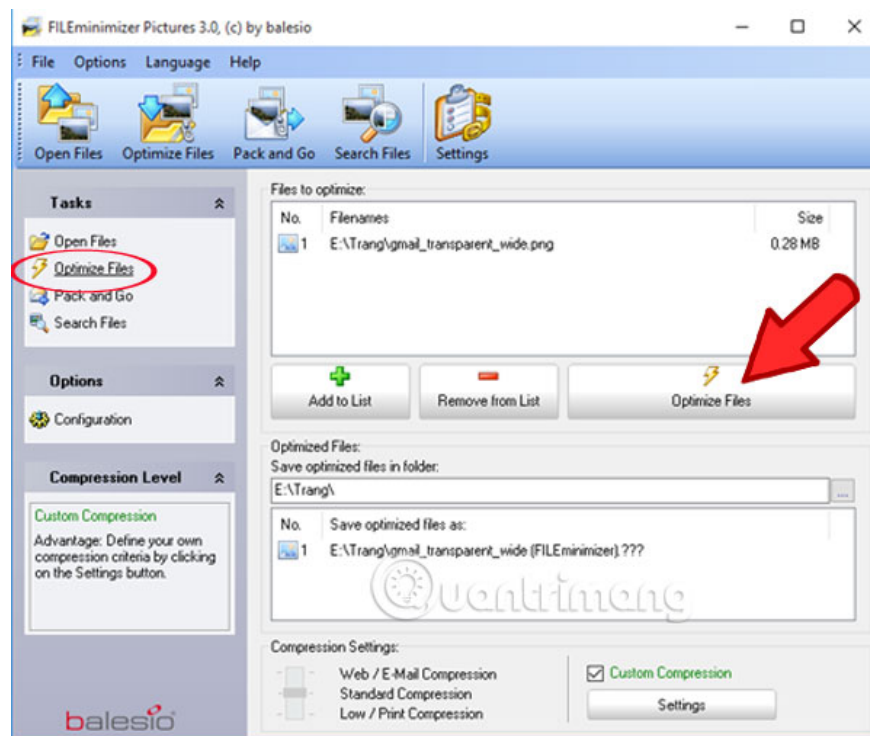 FILEminimizer Pictures 3.0, (c) by balesio
File Options Language Help
Open Files Optimize Files Pack and Go Search Files Settings
Tasks
Open Files
Optimize Files
Pack and Go
Search Files
Options
Configuration
Compression Level
Custom Compression
Advantage: Define your own
compression criteria by clicking
on the Settings button.
balesio
Files to optimize:
No. Filenames Size
1 E:\Trang\gmail_transparent_wide.png 0.28 MB
Add to List Remove from List Optimize Files
Optimized Files:
Save optimized files in folder:
E:\Trang\
...
No. Save optimized files as:
1 E:\Trang\gmail_transparent_wide (FILEminimizer).???
Quantrimang
Compression Settings:
Web / E-Mail Compression
Standard Compression
Low / Print Compression
Custom Compression
Settings